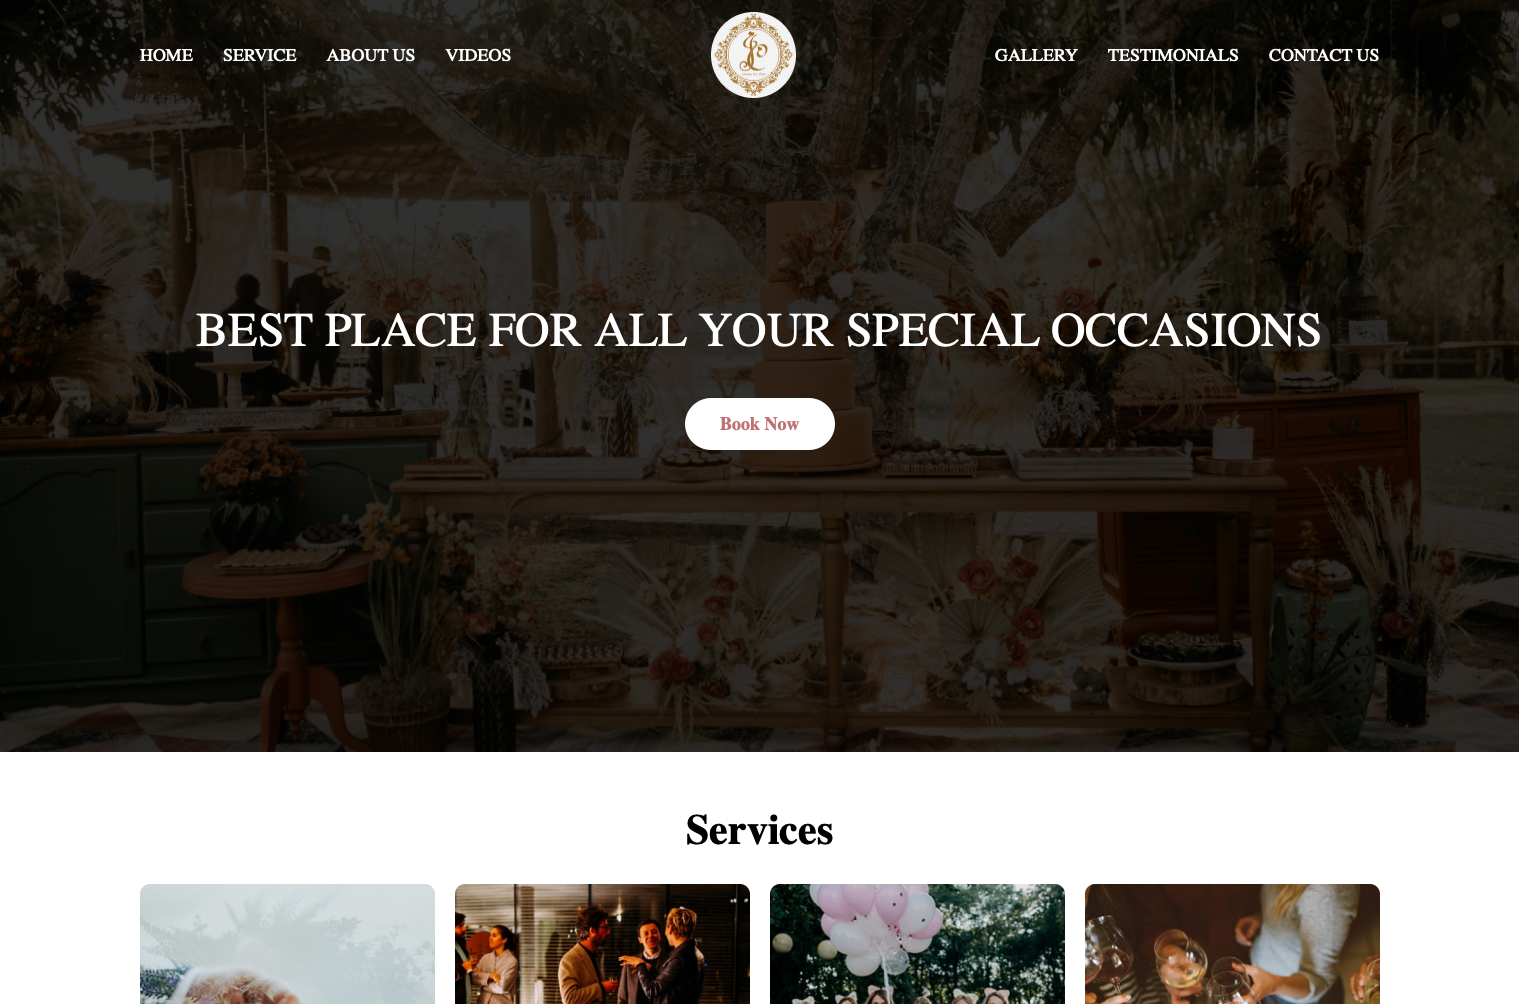 HOME SERVICE ABOUT US VIDEOS GALLERY TESTIMONIALS CONTACT US
BEST PLACE FOR ALL YOUR SPECIAL OCCASIONS
Book Now
Services